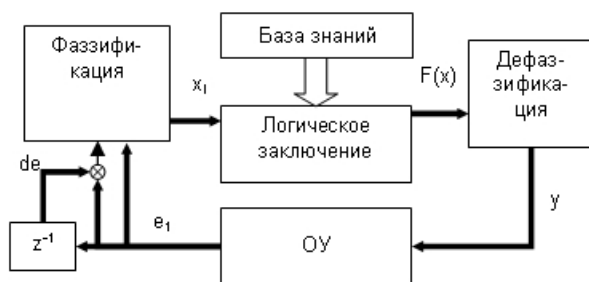 Фаззифи-
кация
База знаний
Дефаз-
зифика-
ция
x₁
F(x)
Логическое
заключение
de
e₁
y
z⁻¹
ОУ